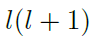 l(l + 1)